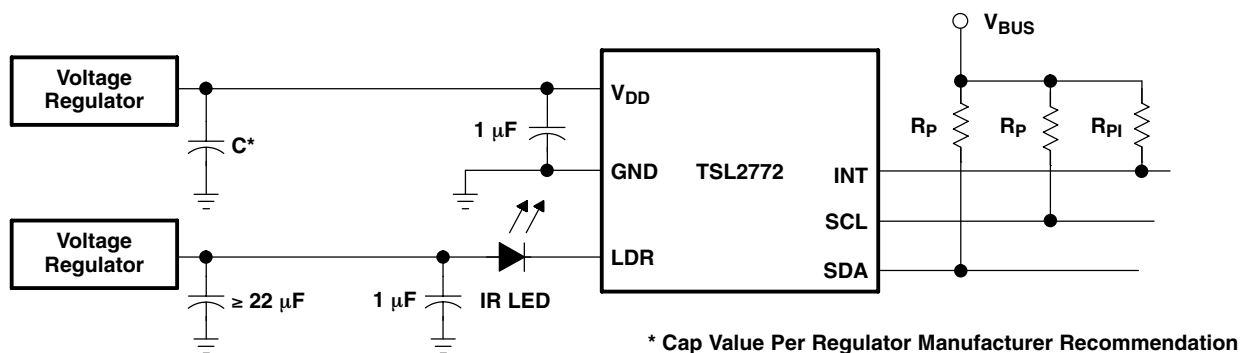 V_BUS
Voltage
Regulator
V_DD
C*
1 μF
R_P
R_P
R_PI
GND
TSL2772
INT
SCL
Voltage
Regulator
LDR
SDA
≥ 22 μF
1 μF
IR LED
* Cap Value Per Regulator Manufacturer Recommendation